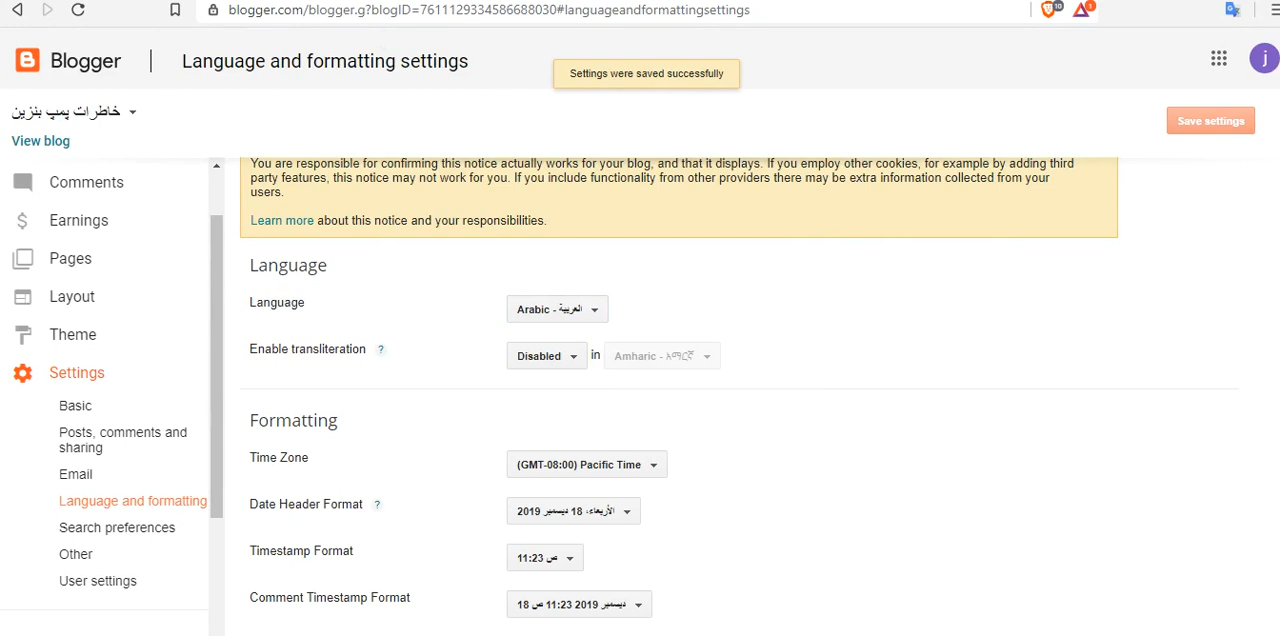 blogger.com/blogger.g?blogID=7611129334586688030#languageandformattingsettings
10
1
Blogger
Language and formatting settings
Settings were saved successfully
j
خاطرات پمپ بنزین
View blog
Save settings
You are responsible for confirming this notice actually works for your blog, and that it displays. If you employ other cookies, for example by adding third
party features, this notice may not work for you. If you include functionality from other providers there may be extra information collected from your
users.
Learn more about this notice and your responsibilities.
Comments
Earnings
Pages
Layout
Theme
Settings
Basic
Posts, comments and
sharing
Email
Language and formatting
Search preferences
Other
User settings
Language
Language
Arabic - العربية
Enable transliteration ?
Disabled in Amharic - አማርኛ
Formatting
Time Zone
(GMT-08:00) Pacific Time
Date Header Format ?
الأربعاء، 18 ديسمبر 2019
Timestamp Format
11:23 ص
Comment Timestamp Format
18 ديسمبر 2019 11:23 ص